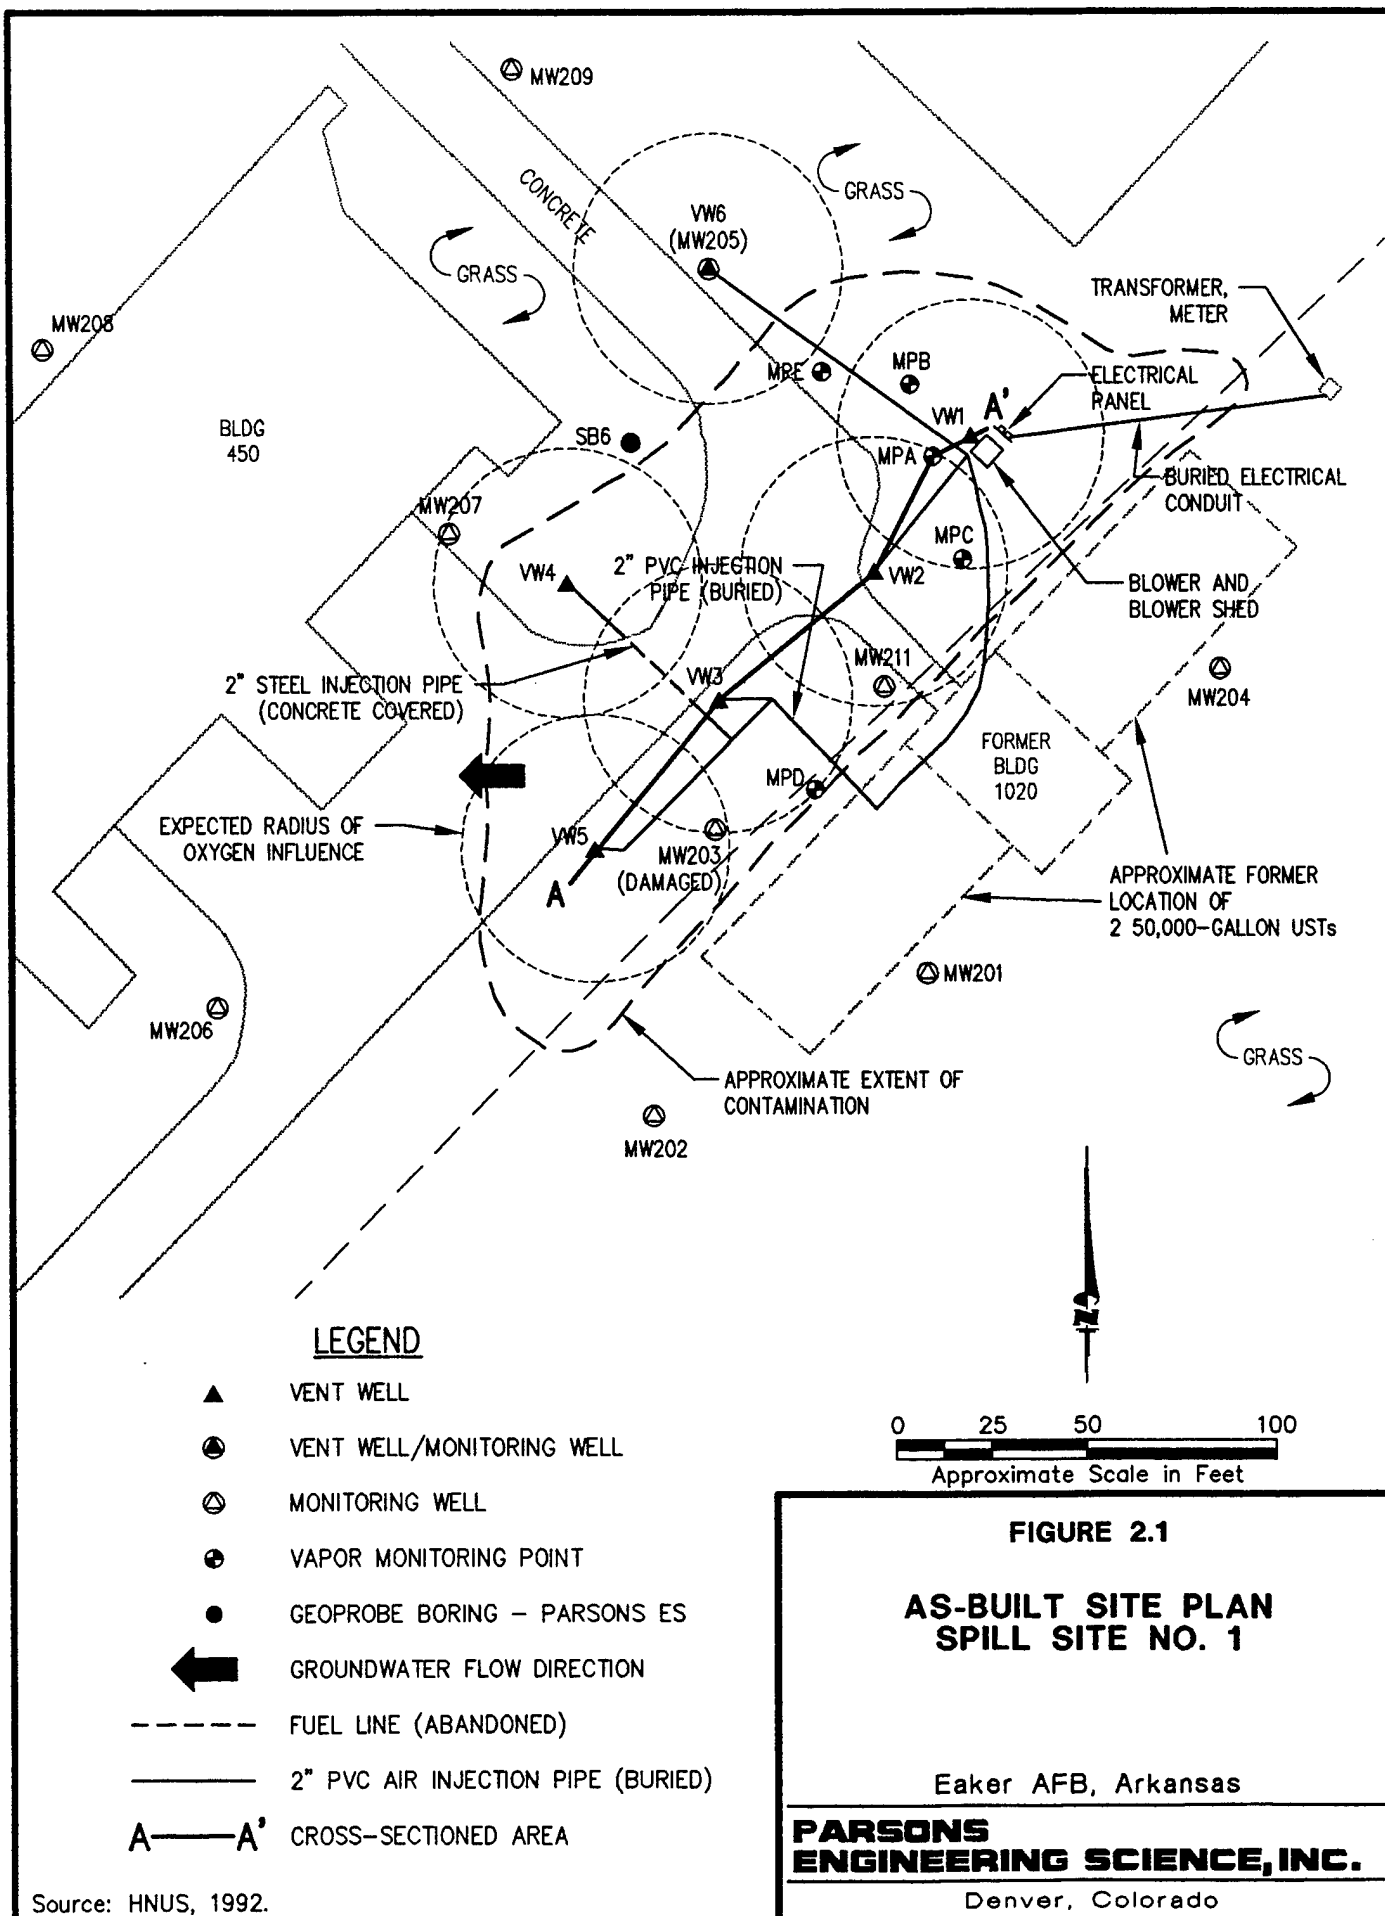 MW209
CONCRETE
VW6
(MW205)
GRASS
GRASS
TRANSFORMER,
METER
MW208
MPE
MPB
ELECTRICAL
PANEL
VW1
A'
BLDG
450
SB6
MPA
BURIED ELECTRICAL
CONDUIT
MW207
MPC
VW4
2" PVC INJECTION
PIPE (BURIED)
VW2
BLOWER AND
BLOWER SHED
MW211
MW204
2" STEEL INJECTION PIPE
(CONCRETE COVERED)
VW3
FORMER
BLDG
1020
MPD
EXPECTED RADIUS OF
OXYGEN INFLUENCE
VW5
MW203
(DAMAGED)
A
APPROXIMATE FORMER
LOCATION OF
2 50,000-GALLON USTs
MW201
MW206
GRASS
APPROXIMATE EXTENT OF
CONTAMINATION
MW202
N
LEGEND
VENT WELL
VENT WELL/MONITORING WELL
MONITORING WELL
VAPOR MONITORING POINT
GEOPROBE BORING - PARSONS ES
GROUNDWATER FLOW DIRECTION
FUEL LINE (ABANDONED)
2" PVC AIR INJECTION PIPE (BURIED)
A A' CROSS-SECTIONED AREA
Source: HNUS, 1992.
0 25 50 100
Approximate Scale in Feet
FIGURE 2.1
AS-BUILT SITE PLAN
SPILL SITE NO. 1
Eaker AFB, Arkansas
PARSONS
ENGINEERING SCIENCE, INC.
Denver, Colorado